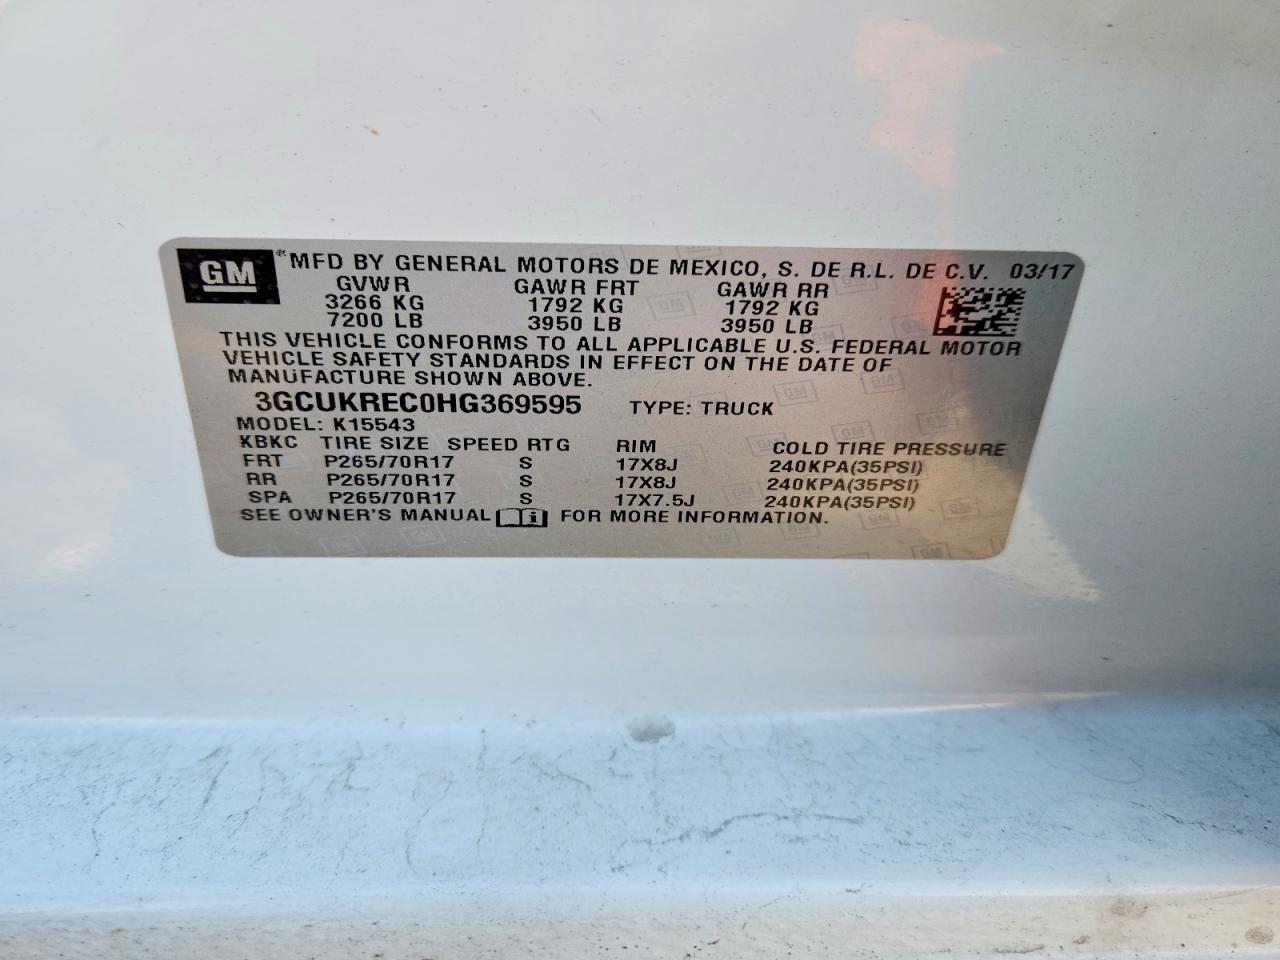 GM ® MFD BY GENERAL MOTORS DE MEXICO, S. DE R.L. DE C.V. 03/17
GVWR GAWR FRT GAWR RR
3266 KG 1792 KG 1792 KG
7200 LB 3950 LB 3950 LB
THIS VEHICLE CONFORMS TO ALL APPLICABLE U.S. FEDERAL MOTOR
VEHICLE SAFETY STANDARDS IN EFFECT ON THE DATE OF
MANUFACTURE SHOWN ABOVE.
3GCUKREC0HG369595 TYPE: TRUCK
MODEL: K15543
KBKC TIRE SIZE SPEED RTG RIM COLD TIRE PRESSURE
FRT P265/70R17 S 17X8J 240KPA(35PSI)
RR P265/70R17 S 17X8J 240KPA(35PSI)
SPA P265/70R17 S 17X7.5J 240KPA(35PSI)
SEE OWNER'S MANUAL i FOR MORE INFORMATION.